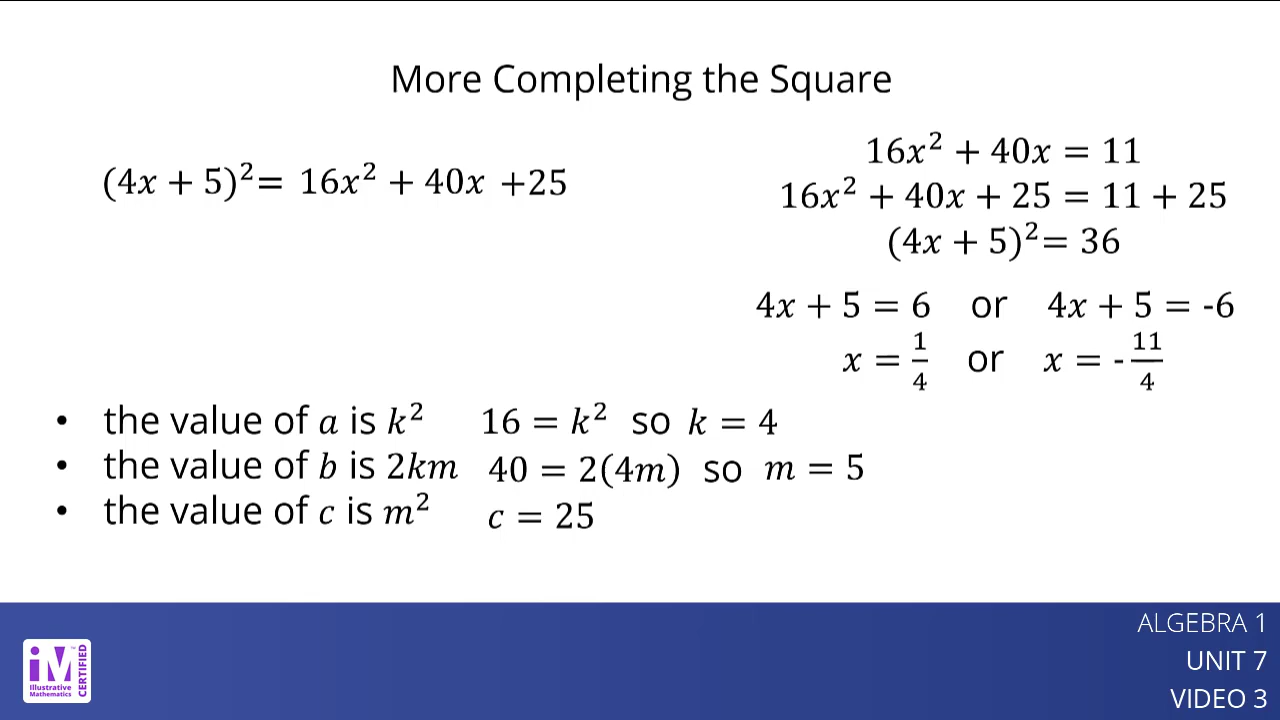 More Completing the Square
(4x + 5)²= 16x² + 40x +25
16x² + 40x = 11
16x² + 40x + 25 = 11 + 25
(4x + 5)²= 36
4x + 5 = 6 or 4x + 5 = -6
x = 1/4 or x = - 11/4
• the value of a is k² 16 = k² so k = 4
• the value of b is 2km 40 = 2(4m) so m = 5
• the value of c is m² c = 25
ALGEBRA 1
UNIT 7
VIDEO 3
iM™
Illustrative
Mathematics
CERTIFIED